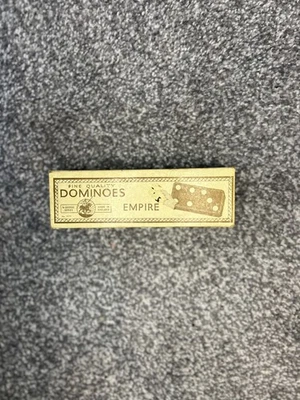 FINE QUALITY
DOMINOES
EMPIRE